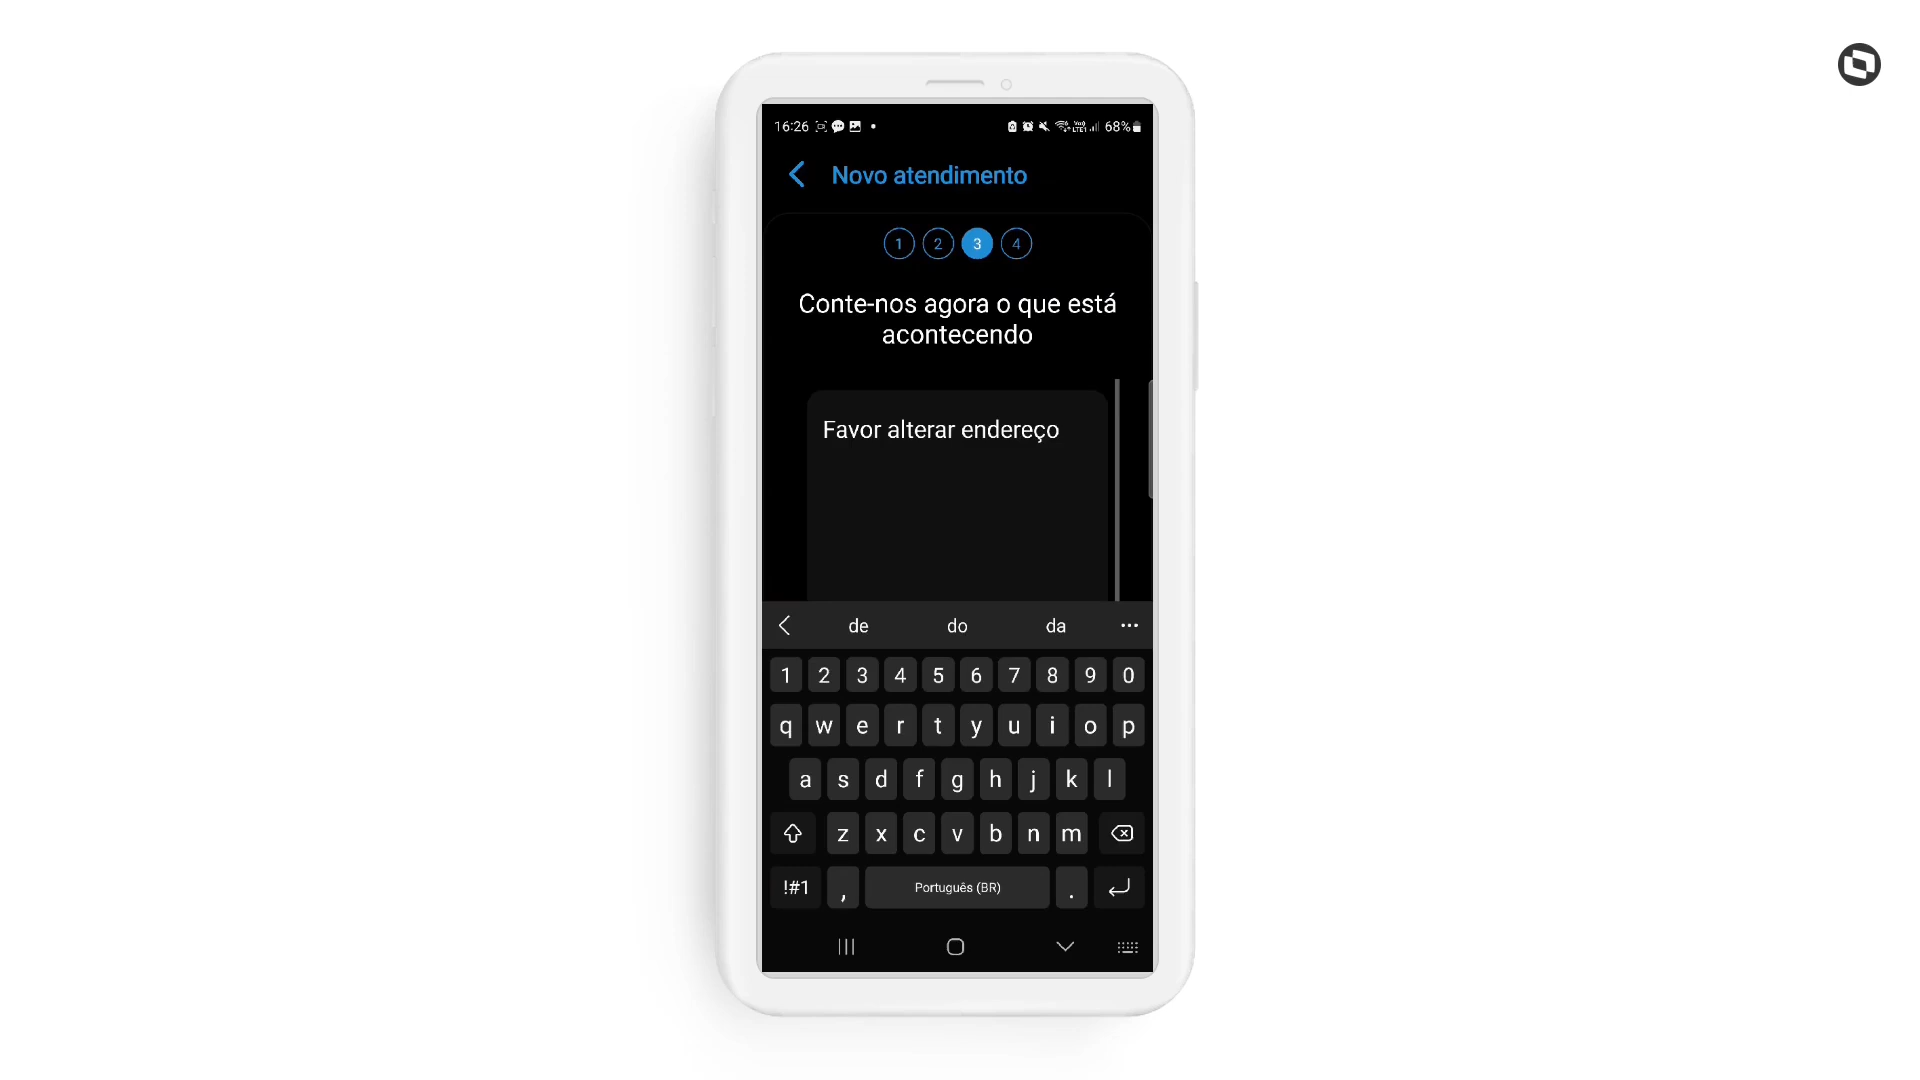 16:26 68%
Novo atendimento
1 2 3 4
Conte-nos agora o que está
acontecendo
Favor alterar endereço
de do da
1 2 3 4 5 6 7 8 9 0
q w e r t y u i o p
a s d f g h j k l
z x c v b n m
!#1 , Português (BR) .